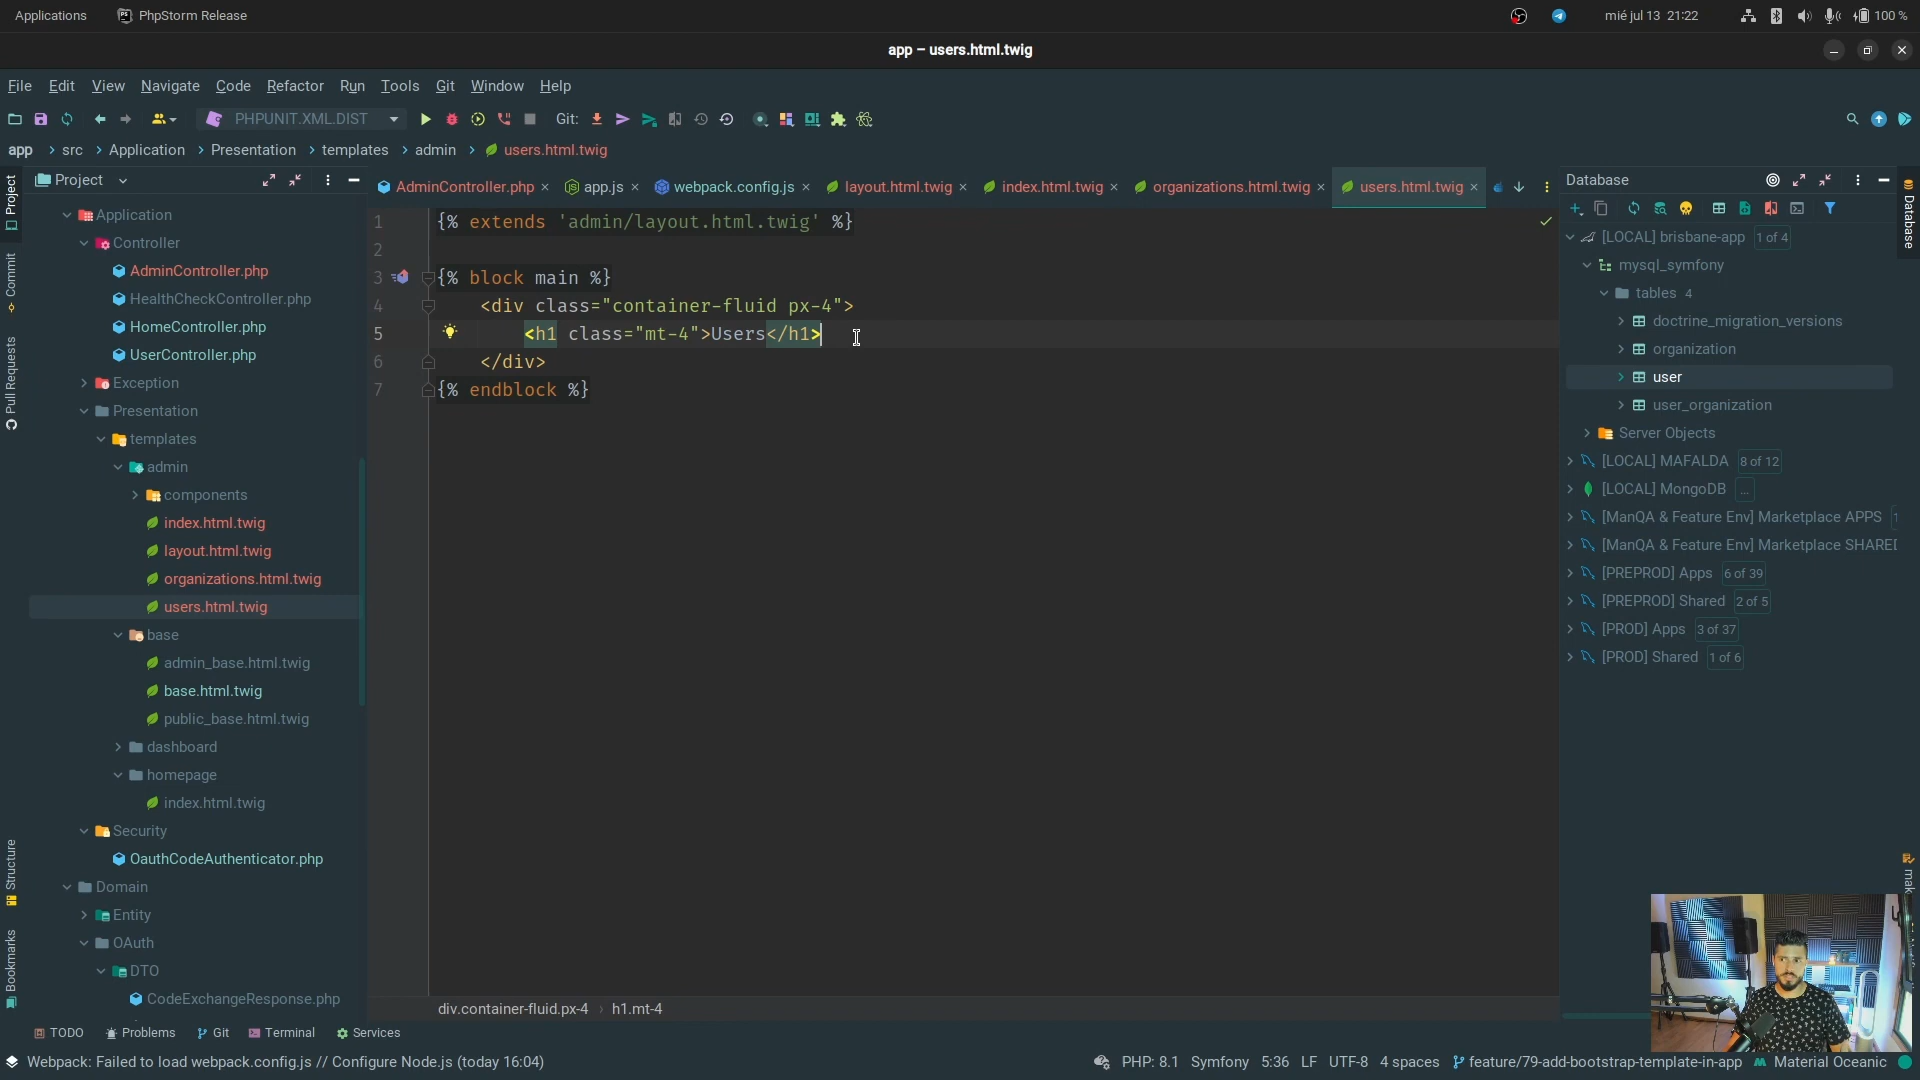 Applications PhpStorm Release mié jul 13 21:22 100 %
app – users.html.twig
File Edit View Navigate Code Refactor Run Tools Git Window Help
PHPUNIT.XML.DIST Git:
app > src > Application > Presentation > templates > admin > users.html.twig
Project
AdminController.php app.js webpack.config.js layout.html.twig index.html.twig organizations.html.twig users.html.twig
Database
Project
Commit
Pull Requests
Structure
Bookmarks
Application
Controller
AdminController.php
HealthCheckController.php
HomeController.php
UserController.php
Exception
Presentation
templates
admin
components
index.html.twig
layout.html.twig
organizations.html.twig
users.html.twig
base
admin_base.html.twig
base.html.twig
public_base.html.twig
dashboard
homepage
index.html.twig
Security
OauthCodeAuthenticator.php
Domain
Entity
OAuth
DTO
CodeExchangeResponse.php
1 {% extends 'admin/layout.html.twig' %}
2
3 {% block main %}
4 <div class="container-fluid px-4">
5 <h1 class="mt-4">Users</h1>
6 </div>
7 {% endblock %}
div.container-fluid.px-4 > h1.mt-4
[LOCAL] brisbane-app 1 of 4
mysql_symfony
tables 4
doctrine_migration_versions
organization
user
user_organization
Server Objects
[LOCAL] MAFALDA 8 of 12
[LOCAL] MongoDB ...
[ManQA & Feature Env] Marketplace APPS 1
[ManQA & Feature Env] Marketplace SHARED
[PREPROD] Apps 6 of 39
[PREPROD] Shared 2 of 5
[PROD] Apps 3 of 37
[PROD] Shared 1 of 6
Database
mak
TODO Problems Git Terminal Services
Webpack: Failed to load webpack.config.js // Configure Node.js (today 16:04) PHP: 8.1 Symfony 5:36 LF UTF-8 4 spaces feature/79-add-bootstrap-template-in-app Material Oceanic